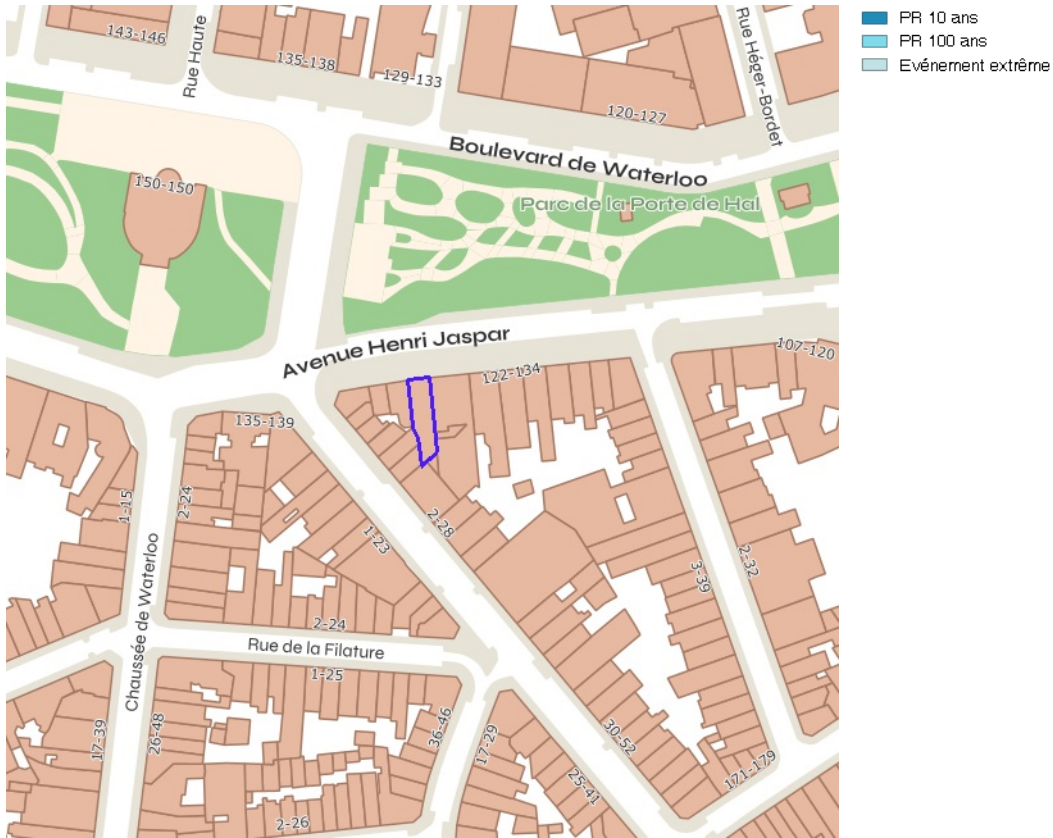 PR 10 ans
PR 100 ans
Evénement extrême
143-146
Rue Haute
135-138
129-133
120-127
Rue Héger-Bordet
Boulevard de Waterloo
150-150
Parc de la Porte de Hal
Avenue Henri Jaspar
122-134
107-120
135-139
1-15
2-24
1-23
2-28
3-39
2-32
Chaussée de Waterloo
2-24
Rue de la Filature
1-25
17-39
26-48
36-46
17-29
30-52
25-41
171-179
2-26